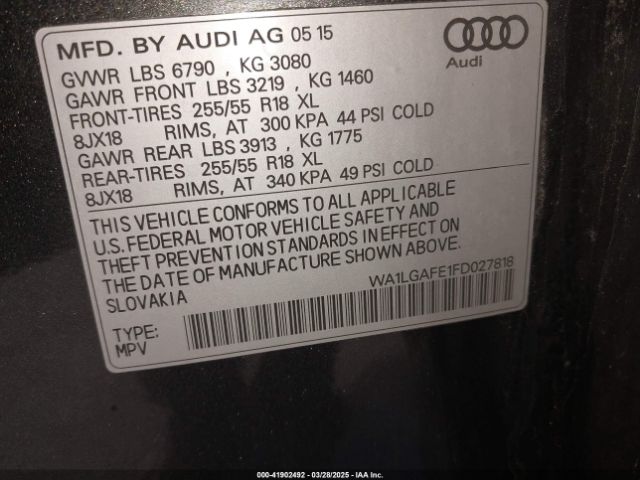 MFD. BY AUDI AG 05 15
GVWR LBS 6790 , KG 3080
GAWR FRONT LBS 3219 , KG 1460
FRONT-TIRES 255/55 R18 XL
8JX18 RIMS, AT 300 KPA 44 PSI COLD
GAWR REAR LBS 3913 , KG 1775
REAR-TIRES 255/55 R18 XL
8JX18 RIMS, AT 340 KPA 49 PSI COLD
Audi
THIS VEHICLE CONFORMS TO ALL APPLICABLE
U.S. FEDERAL MOTOR VEHICLE SAFETY AND
THEFT PREVENTION STANDARDS IN EFFECT ON
THE DATE OF MANUFACTURE SHOWN ABOVE.
SLOVAKIA
WA1LGAFE1FD027818
TYPE:
MPV
000-41902492 - 03/28/2025 - IAA Inc.